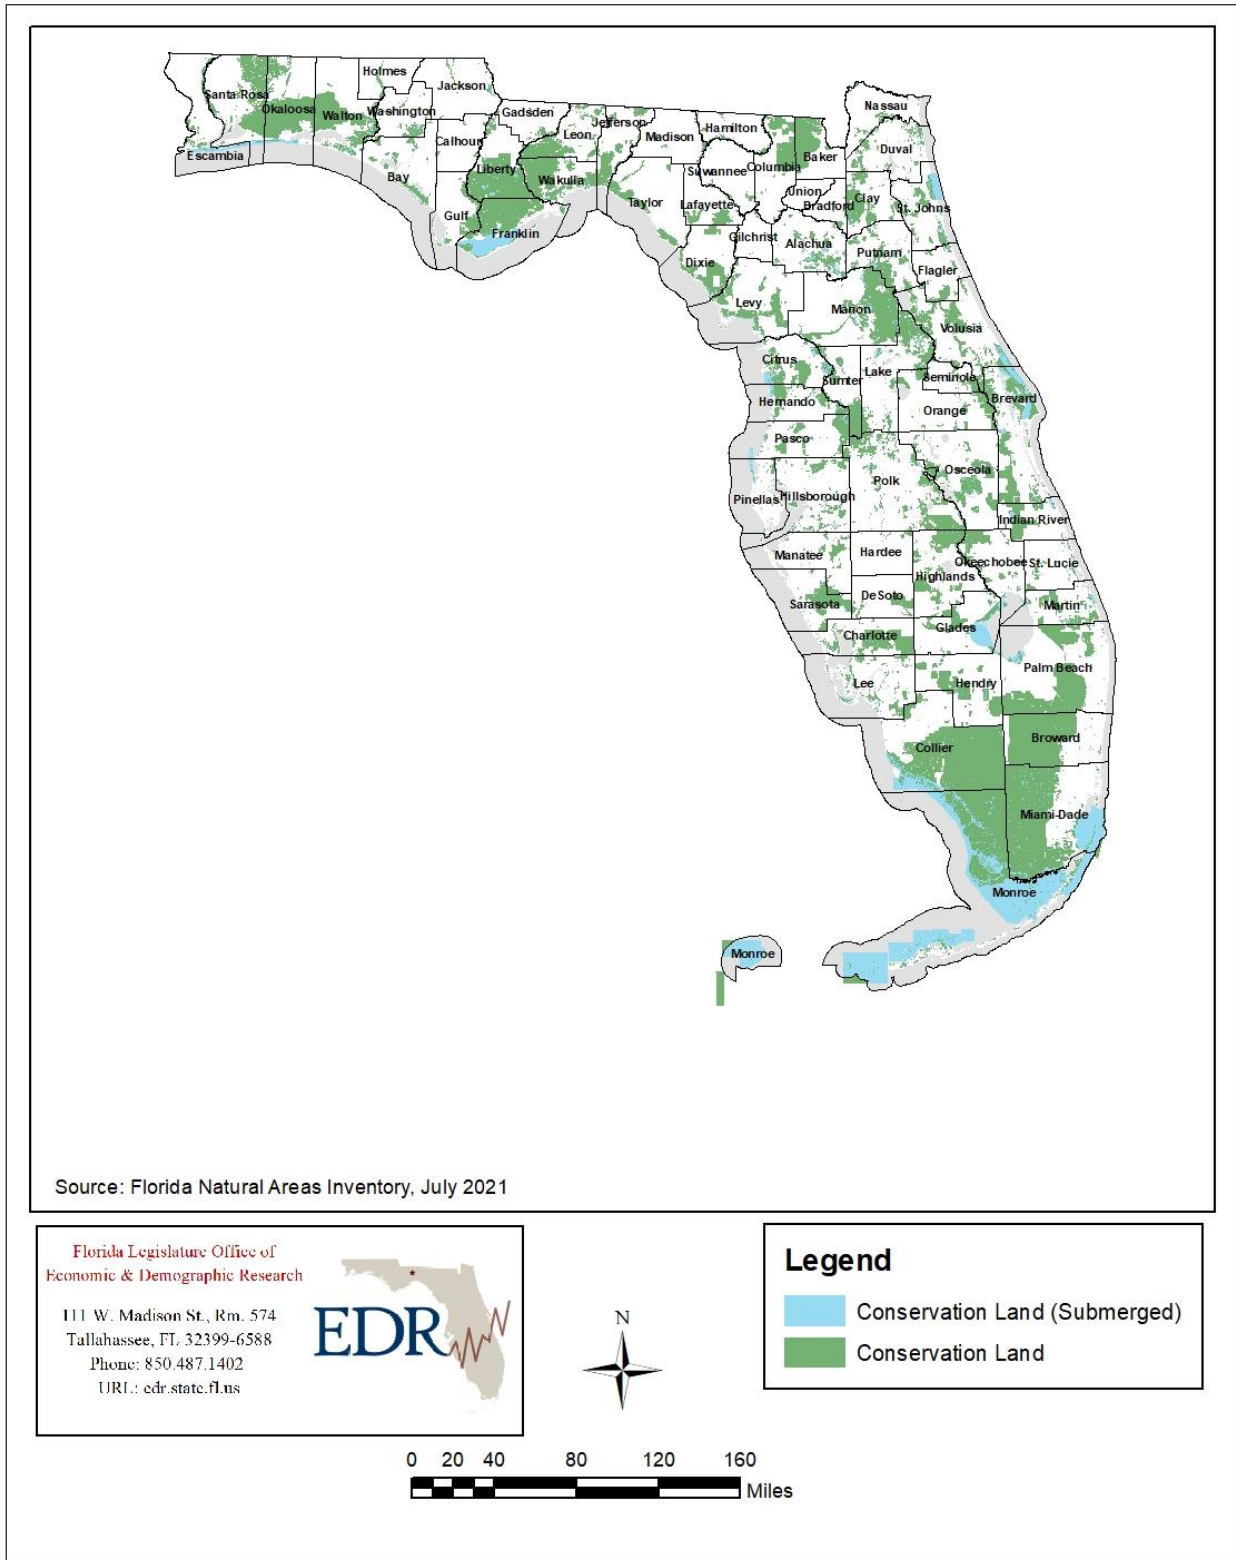 Holmes
Jackson
Santa Rosa
Okaloosa
Walton
Washington
Gadsden
Jefferson
Leon
Madison
Hamilton
Nassau
Duval
Escambia
Calhoun
Bay
Liberty
Wakulla
Suwannee
Columbia
Baker
Union
Bradford
Clay
St. Johns
Taylor
Lafayette
Gulf
Franklin
Gilchrist
Alachua
Putnam
Dixie
Flagler
Levy
Marion
Volusia
Citrus
Sumter
Lake
Seminole
Hernando
Orange
Brevard
Pasco
Osceola
Polk
Pinellas
Hillsborough
Indian River
Manatee
Hardee
Okeechobee
St. Lucie
Highlands
Sarasota
DeSoto
Martin
Charlotte
Glades
Palm Beach
Lee
Hendry
Collier
Broward
Miami-Dade
Monroe
Monroe
Source: Florida Natural Areas Inventory, July 2021
Florida Legislature Office of
Economic & Demographic Research
111 W. Madison St., Rm. 574
Tallahassee, FL 32399-6588
Phone: 850.487.1402
URL: edr.state.fl.us
EDR
N
Legend
Conservation Land (Submerged)
Conservation Land
0 20 40 80 120 160
Miles